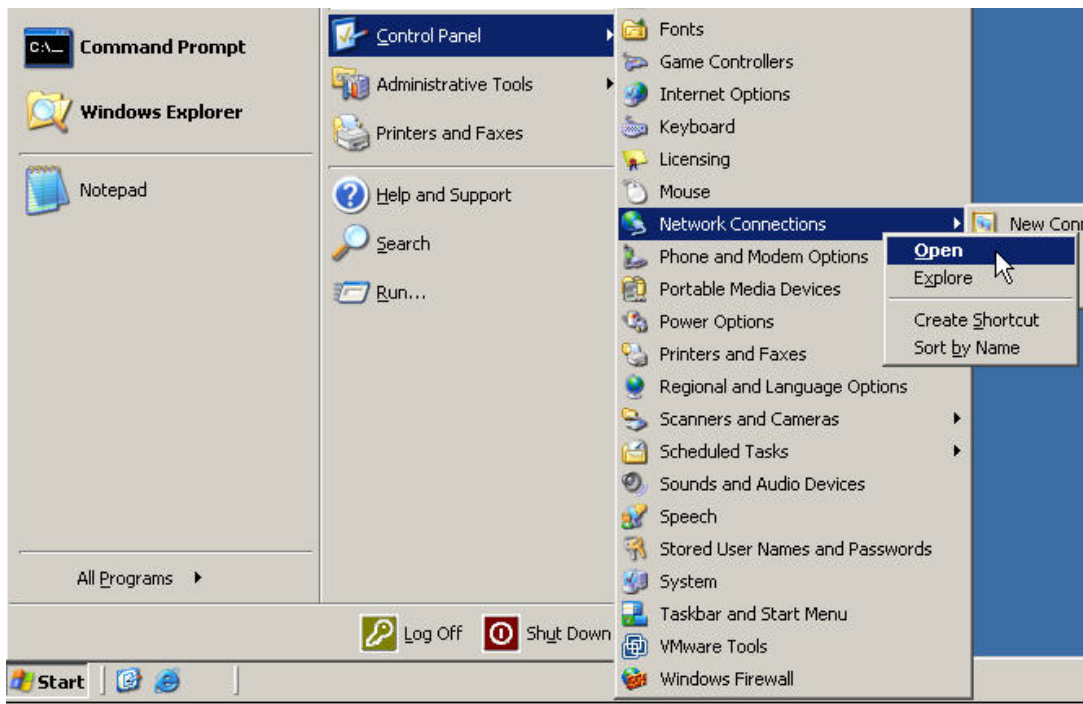 C:\_
Command Prompt
Windows Explorer
Notepad
All Programs
Control Panel
Administrative Tools
Printers and Faxes
Help and Support
Search
Run...
Log Off
Shut Down
Fonts
Game Controllers
Internet Options
Keyboard
Licensing
Mouse
Network Connections
Phone and Modem Options
Portable Media Devices
Power Options
Printers and Faxes
Regional and Language Options
Scanners and Cameras
Scheduled Tasks
Sounds and Audio Devices
Speech
Stored User Names and Passwords
System
Taskbar and Start Menu
VMware Tools
Windows Firewall
New Conn
Open
Explore
Create Shortcut
Sort by Name
Start